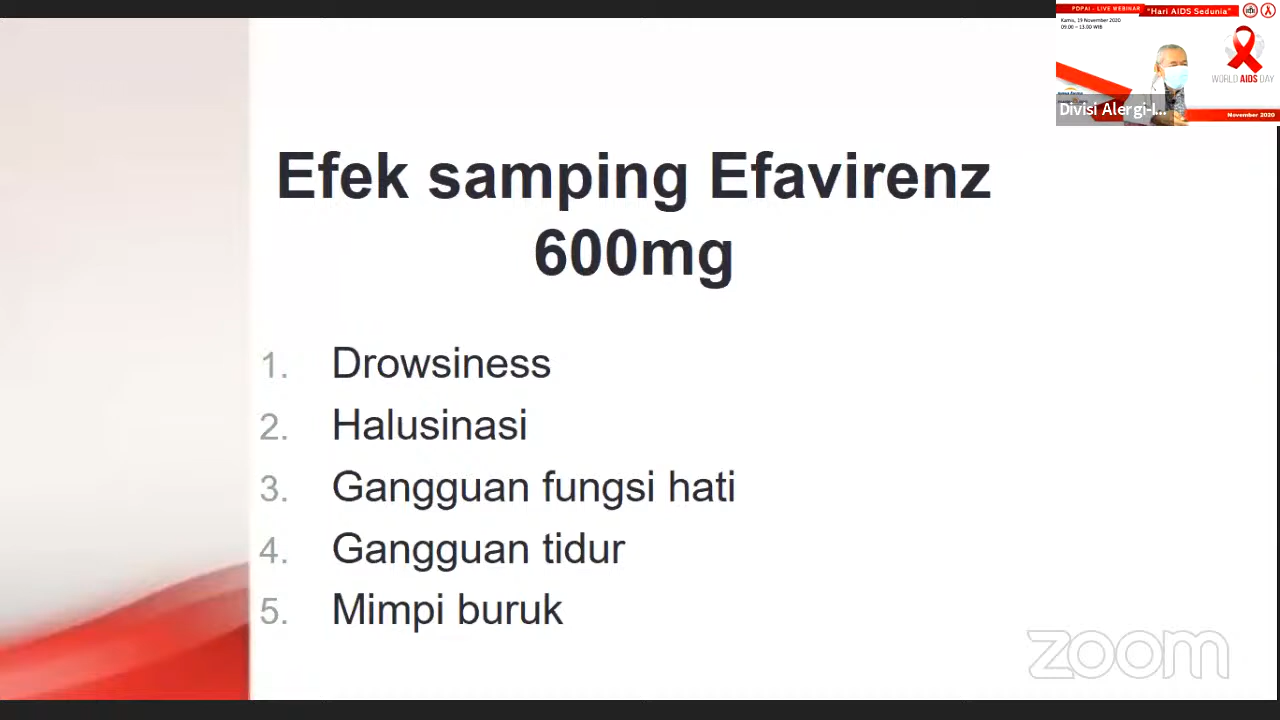 PDPAI - LIVE WEBINAR
"Hari AIDS Sedunia"
Kamis, 19 November 2020
09.00 – 13.00 WIB
WORLD AIDS DAY
Divisi Alergi-I...
November 2020
Efek samping Efavirenz
600mg
1. Drowsiness
2. Halusinasi
3. Gangguan fungsi hati
4. Gangguan tidur
5. Mimpi buruk
zoom